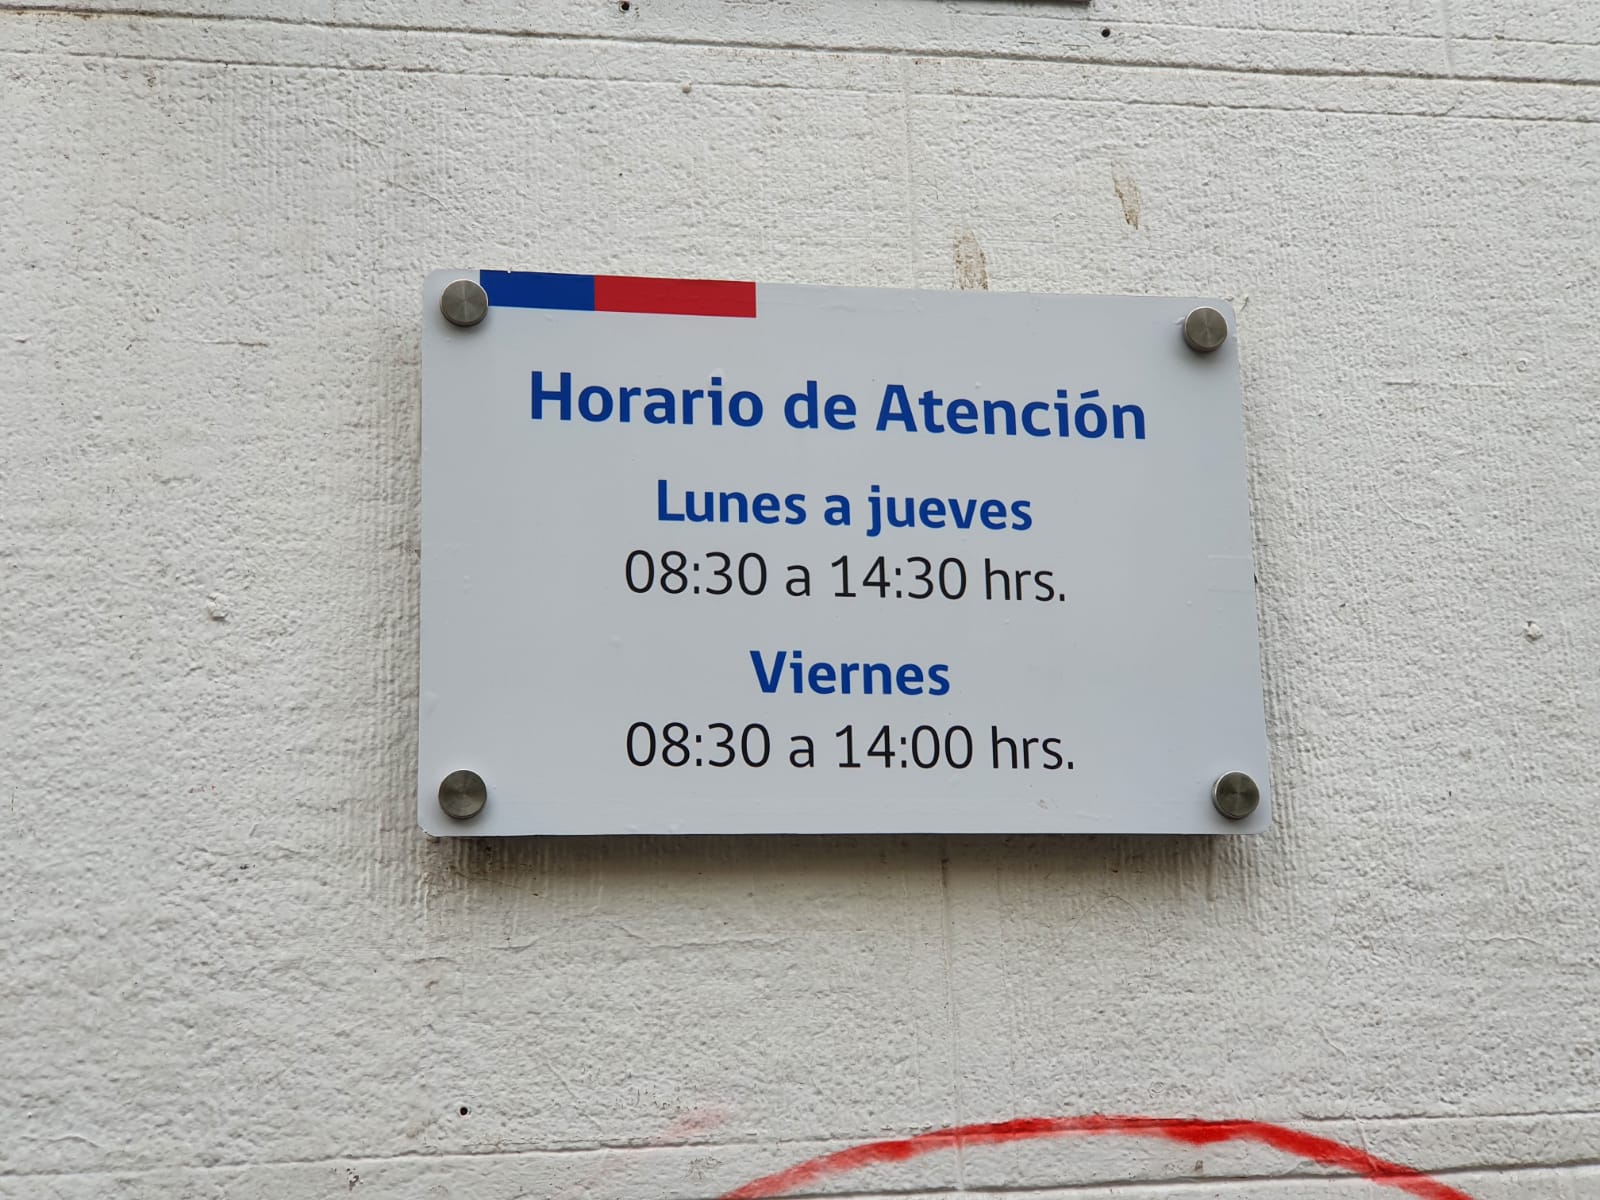 Horario de Atención
Lunes a jueves
08:30 a 14:30 hrs.
Viernes
08:30 a 14:00 hrs.